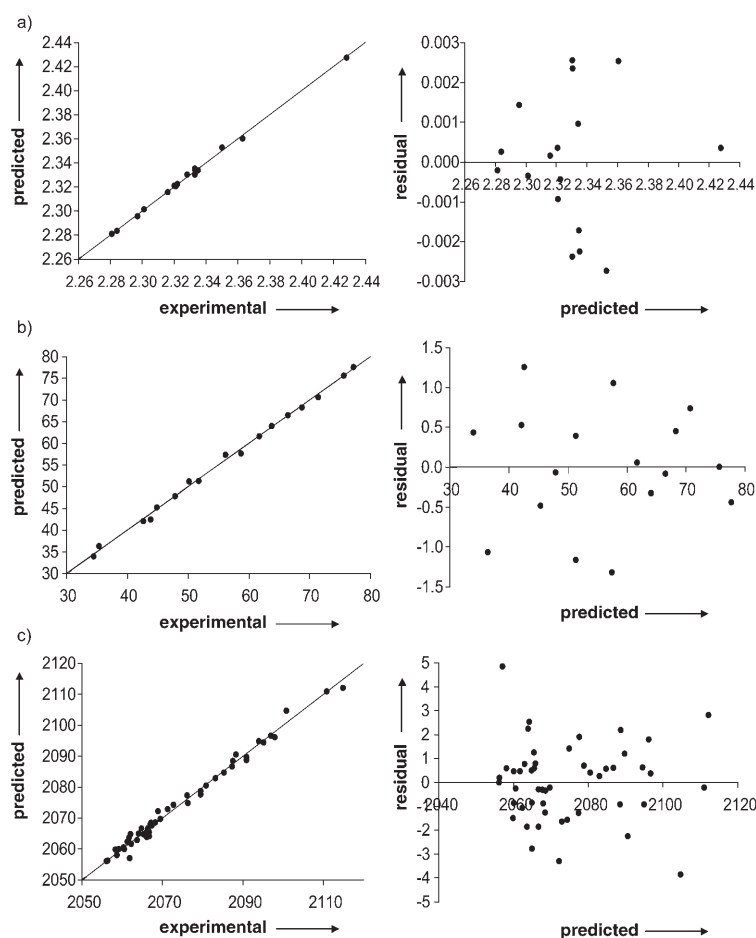 a)
2.44
2.42
2.40
2.38
2.36
2.34
2.32
2.30
2.28
2.26
2.26 2.28 2.30 2.32 2.34 2.36 2.38 2.40 2.42 2.44
predicted
experimental
0.003
0.002
0.001
0.000
-0.001
-0.002
-0.003
2.26 2.28 2.30 2.32 2.34 2.36 2.38 2.40 2.42 2.44
residual
predicted
b)
80
75
70
65
60
55
50
45
40
35
30
30 40 50 60 70 80
predicted
experimental
1.5
1.0
0.5
0.0
-0.5
-1.0
-1.5
30 40 50 60 70 80
residual
predicted
c)
2120
2110
2100
2090
2080
2070
2060
2050
2050 2070 2090 2110
predicted
experimental
5
4
3
2
1
0
-1
-2
-3
-4
-5
2040 2060 2080 2100 2120
residual
predicted